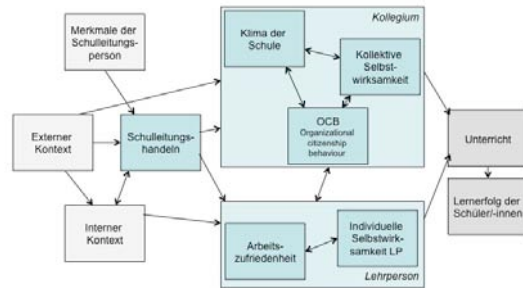 Kollegium
Merkmale der
Schulleitungs-
person
Klima der
Schule
Kollektive
Selbst-
wirksamkeit
OCB
Organizational
citizenship
behaviour
Externer
Kontext
Schulleitungs-
handeln
Unterricht
Lernerfolg der
Schüler/-innen
Interner
Kontext
Arbeits-
zufriedenheit
Individuelle
Selbstwirk-
samkeit LP
Lehrperson